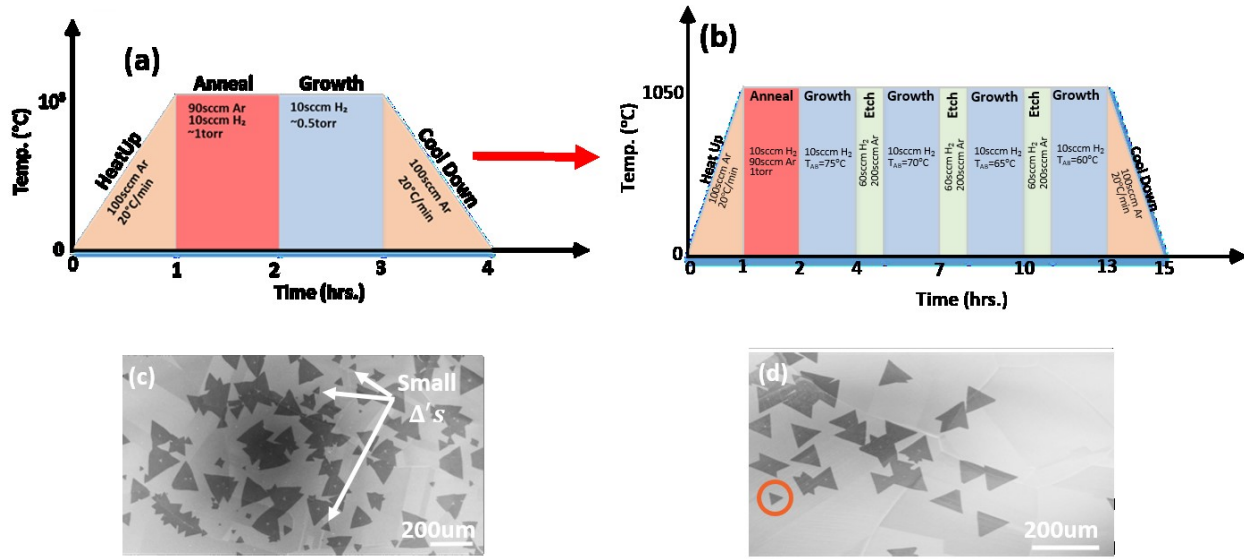 (a)
Temp. (°C)
0
HeatUp
100sccm Ar
20°C/min
Anneal
90sccm Ar
10sccm H₂
~1torr
Growth
10sccm H₂
~0.5torr
Cool Down
100sccm Ar
20°C/min
0
1
2
3
4
Time (hrs.)
(b)
Temp. (°C)
1050
0
Heat Up
100sccm Ar
20°C/min
Anneal
10sccm H₂
90sccm Ar
1torr
Growth
10sccm H₂
T_AB=75°C
Etch
60sccm H₂
200sccm Ar
Growth
10sccm H₂
T_AB=70°C
Etch
60sccm H₂
200sccm Ar
Growth
10sccm H₂
T_AB=65°C
Etch
60sccm H₂
200sccm Ar
Growth
10sccm H₂
T_AB=60°C
Cool Down
100sccm Ar
20°C/min
0
1
2
4
7
10
13
15
Time (hrs.)
(c)
Small
Δ's
200um
(d)
200um